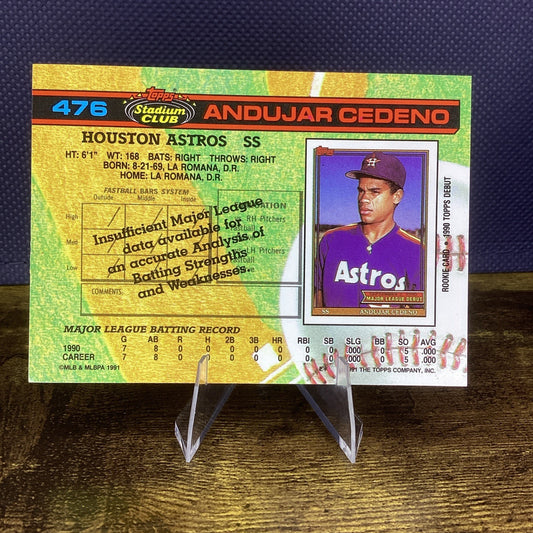 476
Topps
Stadium
CLUB
ANDUJAR CEDENO
HOUSTON ASTROS SS
HT: 6'1" WT: 168 BATS: RIGHT THROWS: RIGHT
BORN: 8-21-69, LA ROMANA, D.R.
HOME: LA ROMANA, D.R.
FASTBALL BARS SYSTEM
Outside Middle
High
Med
Low
RH Pitchers
LH Pitchers
COMMENTS:
Insufficient Major League
data available for
an accurate Analysis of
Batting Strengths
and Weaknesses.
Topps
Astros
MAJOR LEAGUE DEBUT
SS ANDUJAR CEDENO
ROOKIE CARD • 1990 TOPPS DEBUT
MAJOR LEAGUE BATTING RECORD
G AB R H 2B 3B HR RBI SB SLG BB SO AVG
1990 7 8 0 0 0 0 0 0 0 .000 0 5 .000
CAREER 7 8 0 0 0 0 0 0 0 .000 0 5 .000
©MLB & MLBPA 1991
THE TOPPS COMPANY, INC.